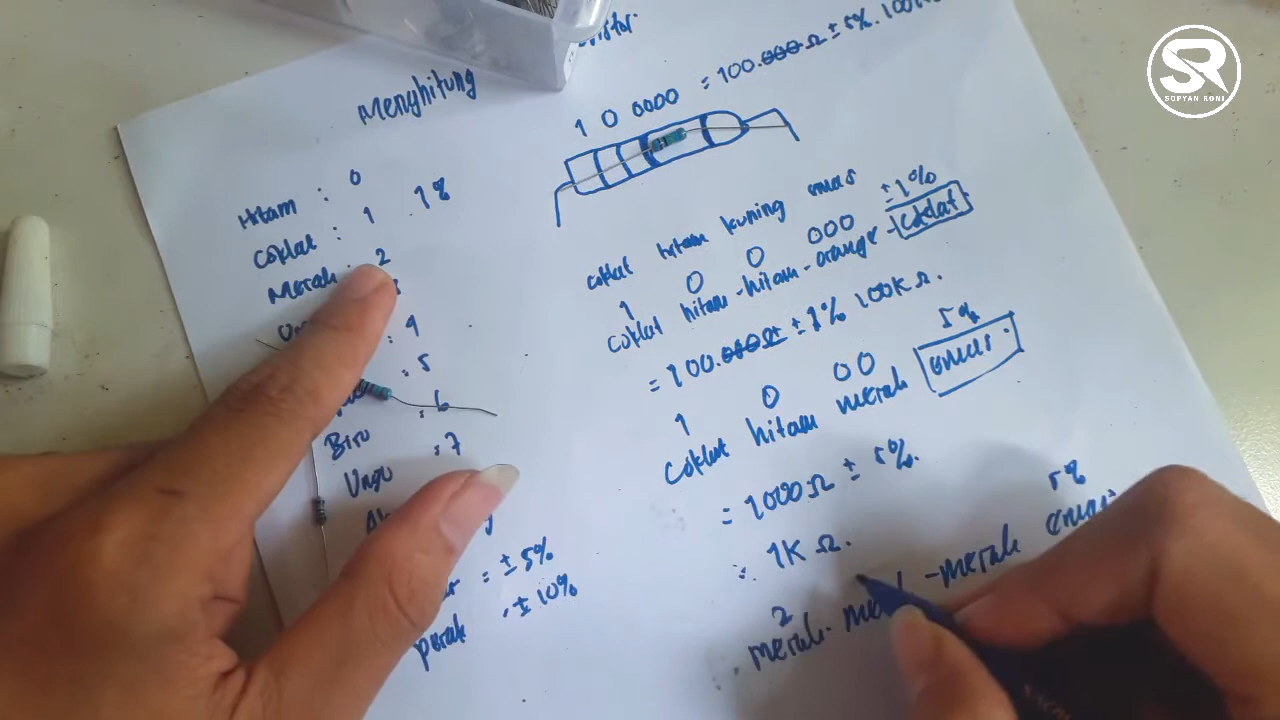 SR
SOPYAN RONI
Menghitung
1 0 0000 = 100.000 Ω ± 5%. 100
Hitam : 0
Coklat : 1 1%
Merah : 2
: 4
: 5
Biru : 6
Ungu : 7
= ± 5%
perak ± 10%
coklat hitam kuning emas
1 0 0 000 ±1%
coklat hitam - hitam - orange - coklat
= 100.000 Ω ± 1% 100K Ω.
1 0 00 5%
coklat hitam merah emas
= 1000 Ω ± 5%.
= 1K Ω.
2 5%
merah - - merah emas